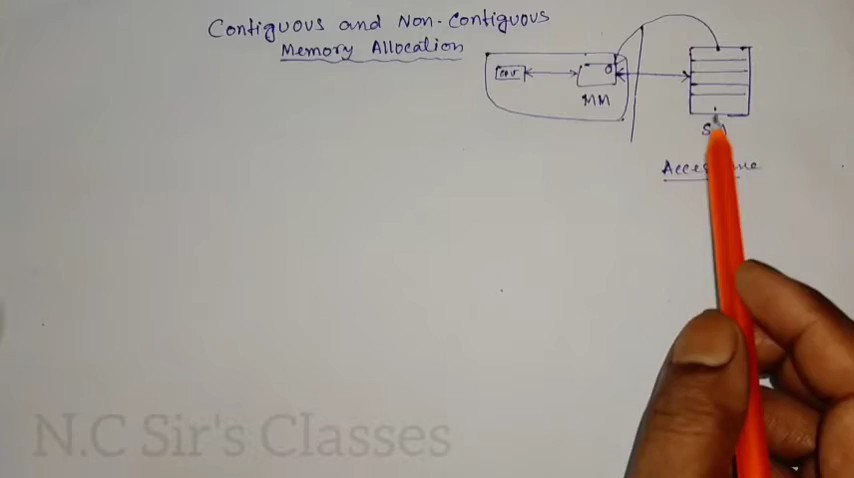 Contiguous and Non-Contiguous
Memory Allocation
CPU
MM
N.C Sir's Classes